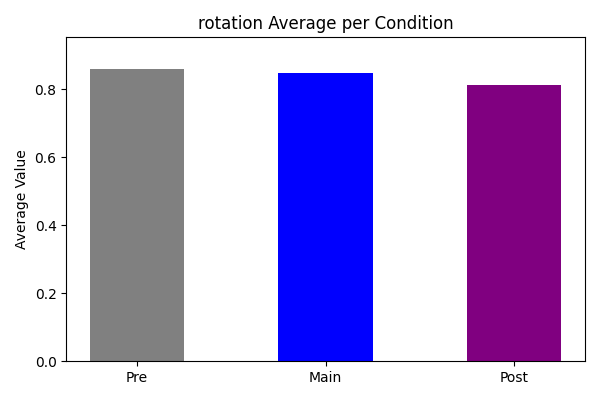 rotation Average per Condition
Average Value
0.8
0.6
0.4
0.2
0.0
Pre
Main
Post